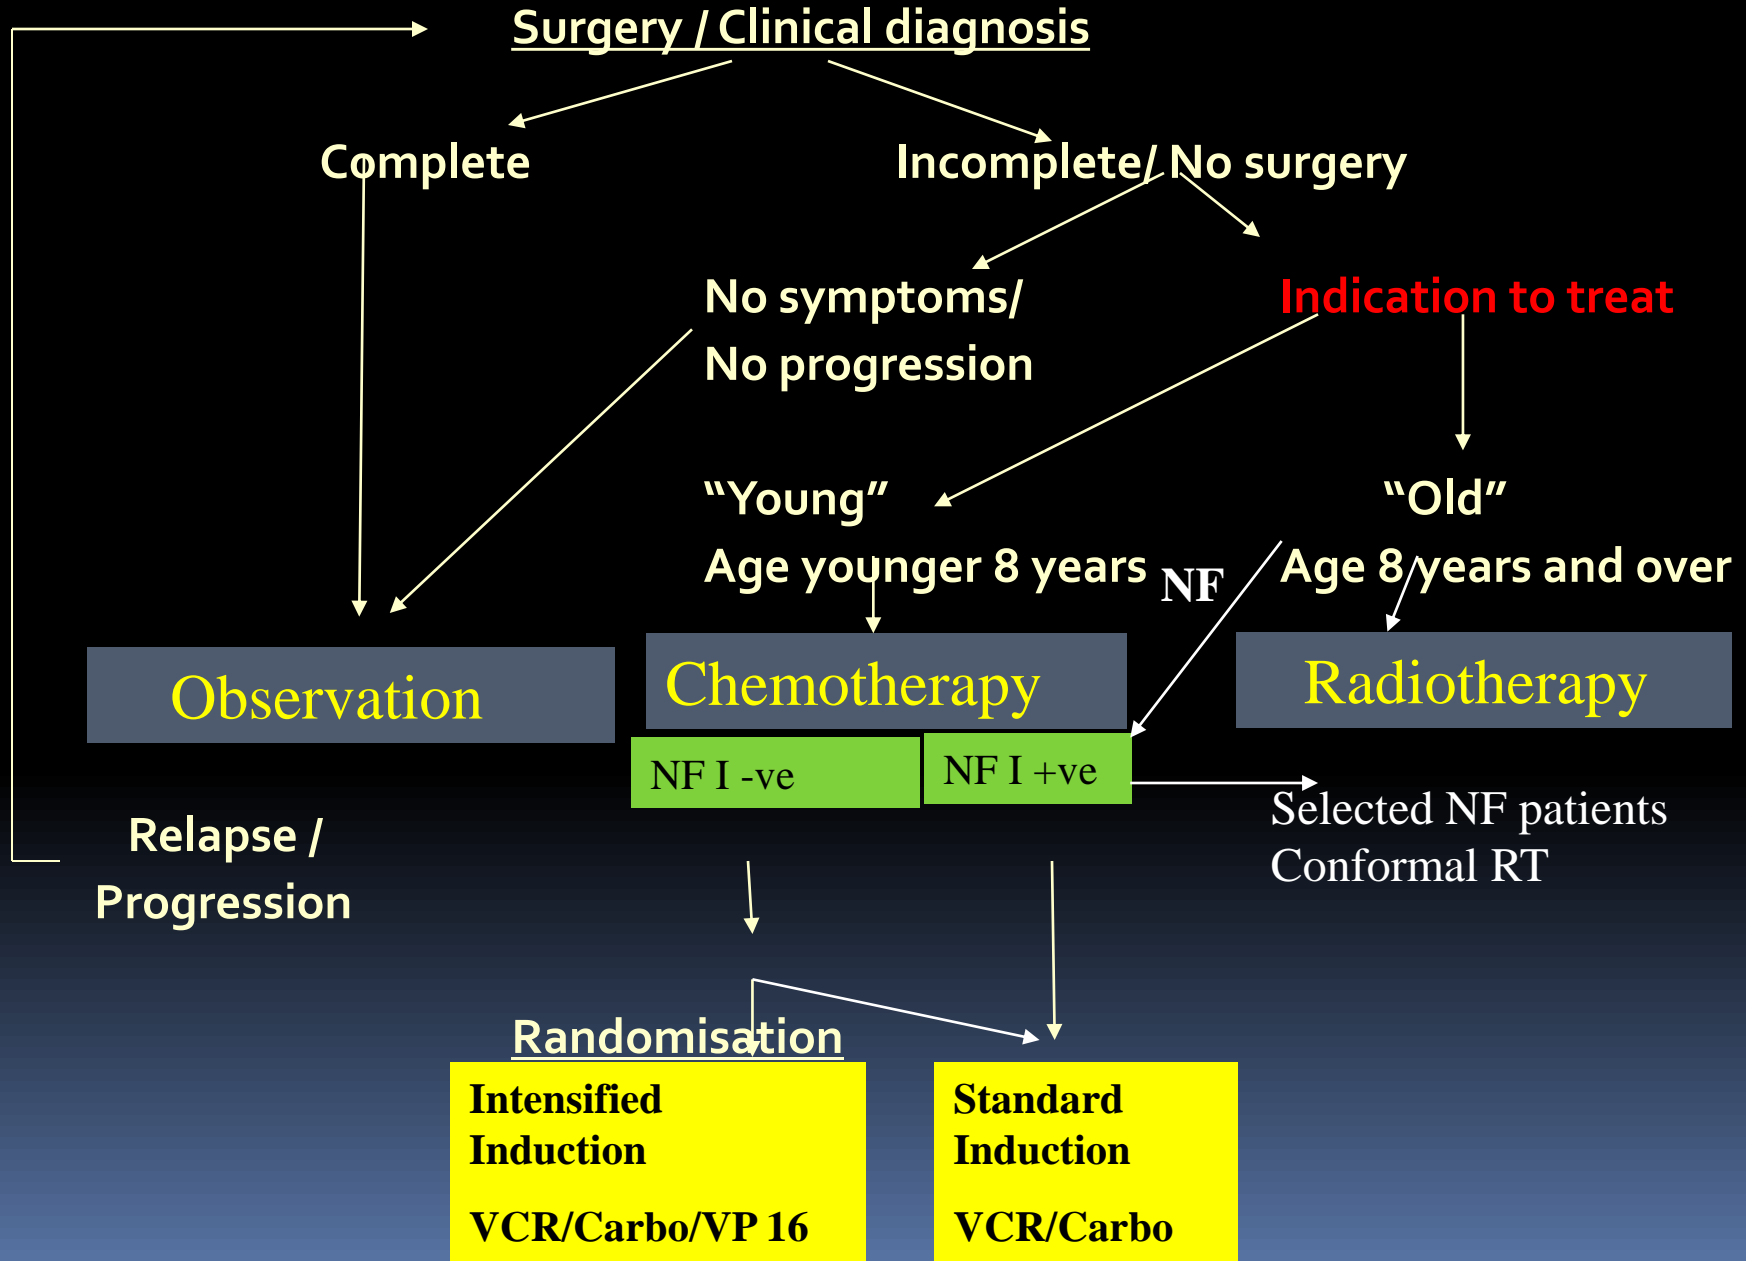 Surgery / Clinical diagnosis
Complete
Incomplete/ No surgery
No symptoms/
No progression
Indication to treat
“Young”
Age younger 8 years
“Old”
Age 8 years and over
NF
Observation
Chemotherapy
Radiotherapy
NF I -ve
NF I +ve
Selected NF patients
Conformal RT
Relapse /
Progression
Randomisation
Intensified
Induction
VCR/Carbo/VP 16
Standard
Induction
VCR/Carbo